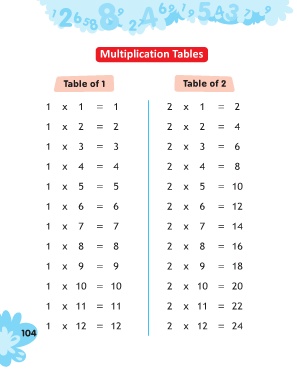 Multiplication Tables
Table of 1
1 x 1 = 1
1 x 2 = 2
1 x 3 = 3
1 x 4 = 4
1 x 5 = 5
1 x 6 = 6
1 x 7 = 7
1 x 8 = 8
1 x 9 = 9
1 x 10 = 10
1 x 11 = 11
1 x 12 = 12
Table of 2
2 x 1 = 2
2 x 2 = 4
2 x 3 = 6
2 x 4 = 8
2 x 5 = 10
2 x 6 = 12
2 x 7 = 14
2 x 8 = 16
2 x 9 = 18
2 x 10 = 20
2 x 11 = 22
2 x 12 = 24
104